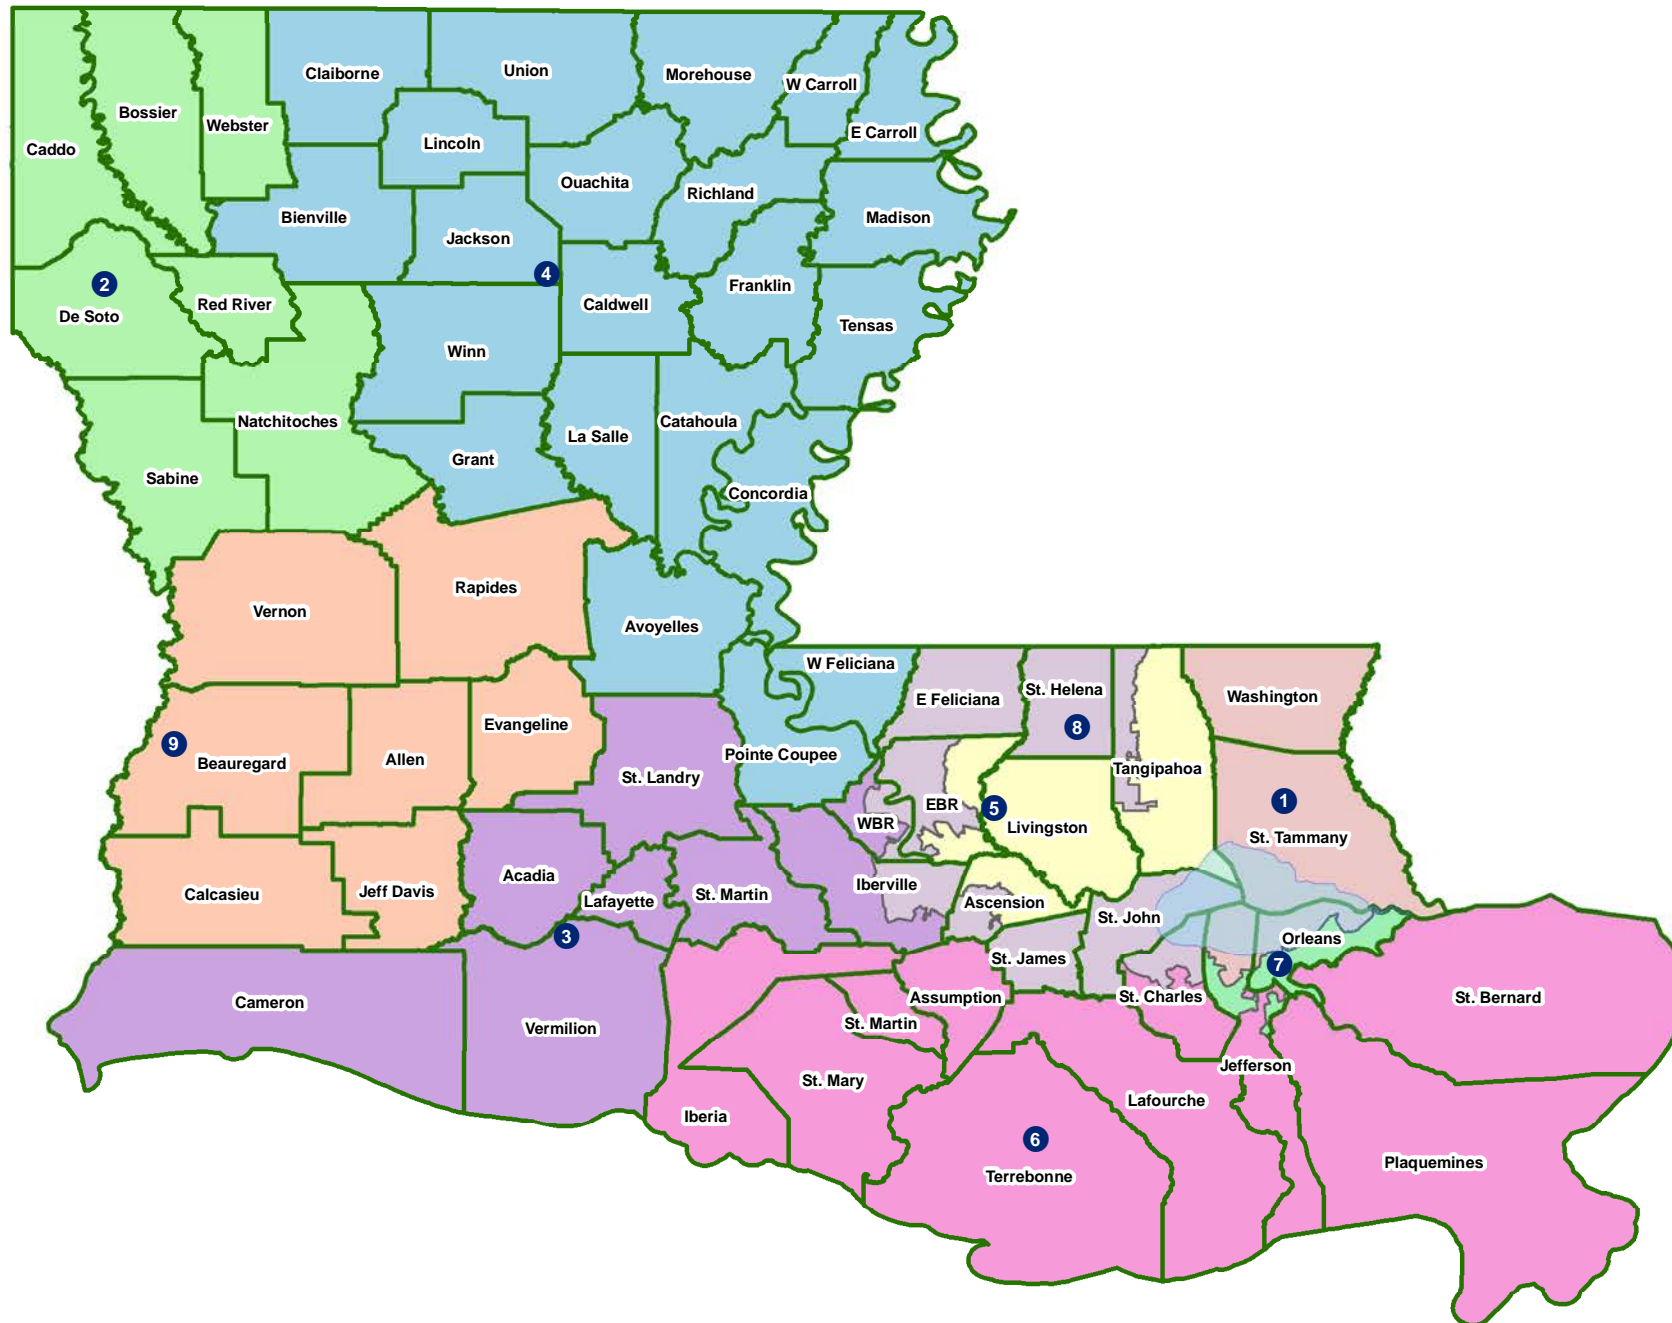 Claiborne
Union
Morehouse
W Carroll
Bossier
Webster
E Carroll
Caddo
Lincoln
Ouachita
Richland
Bienville
Madison
Jackson
2
4
Franklin
Red River
Caldwell
De Soto
Tensas
Winn
Natchitoches
Catahoula
La Salle
Grant
Sabine
Concordia
Rapides
Vernon
Avoyelles
W Feliciana
St. Helena
Washington
E Feliciana
Evangeline
8
9
Pointe Coupee
Allen
Beauregard
Tangipahoa
St. Landry
1
EBR
5
WBR
Livingston
St. Tammany
Acadia
Iberville
Jeff Davis
Calcasieu
St. Martin
Lafayette
Ascension
St. John
3
Orleans
St. James
7
Assumption
St. Charles
St. Bernard
Cameron
St. Martin
Vermilion
Jefferson
St. Mary
Lafourche
Iberia
6
Plaquemines
Terrebonne